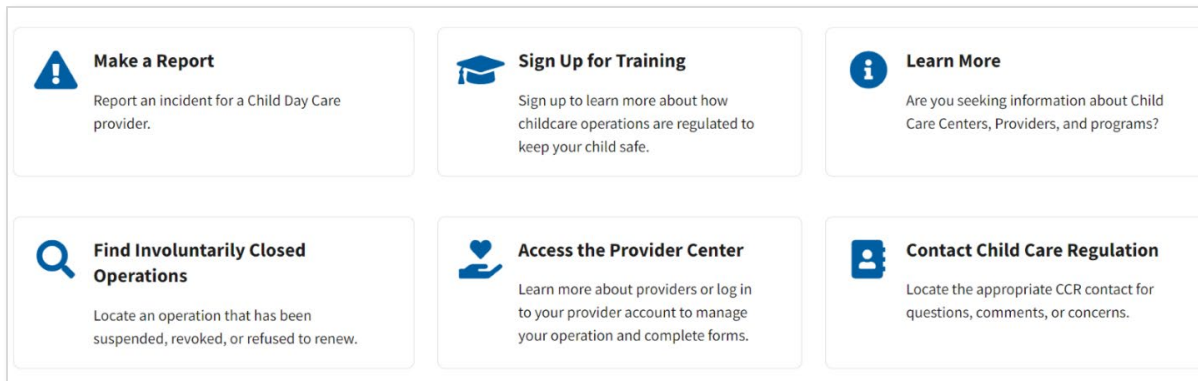 Make a Report
Report an incident for a Child Day Care
provider.
Sign Up for Training
Sign up to learn more about how
childcare operations are regulated to
keep your child safe.
Learn More
Are you seeking information about Child
Care Centers, Providers, and programs?
Find Involuntarily Closed
Operations
Locate an operation that has been
suspended, revoked, or refused to renew.
Access the Provider Center
Learn more about providers or log in
to your provider account to manage
your operation and complete forms.
Contact Child Care Regulation
Locate the appropriate CCR contact for
questions, comments, or concerns.